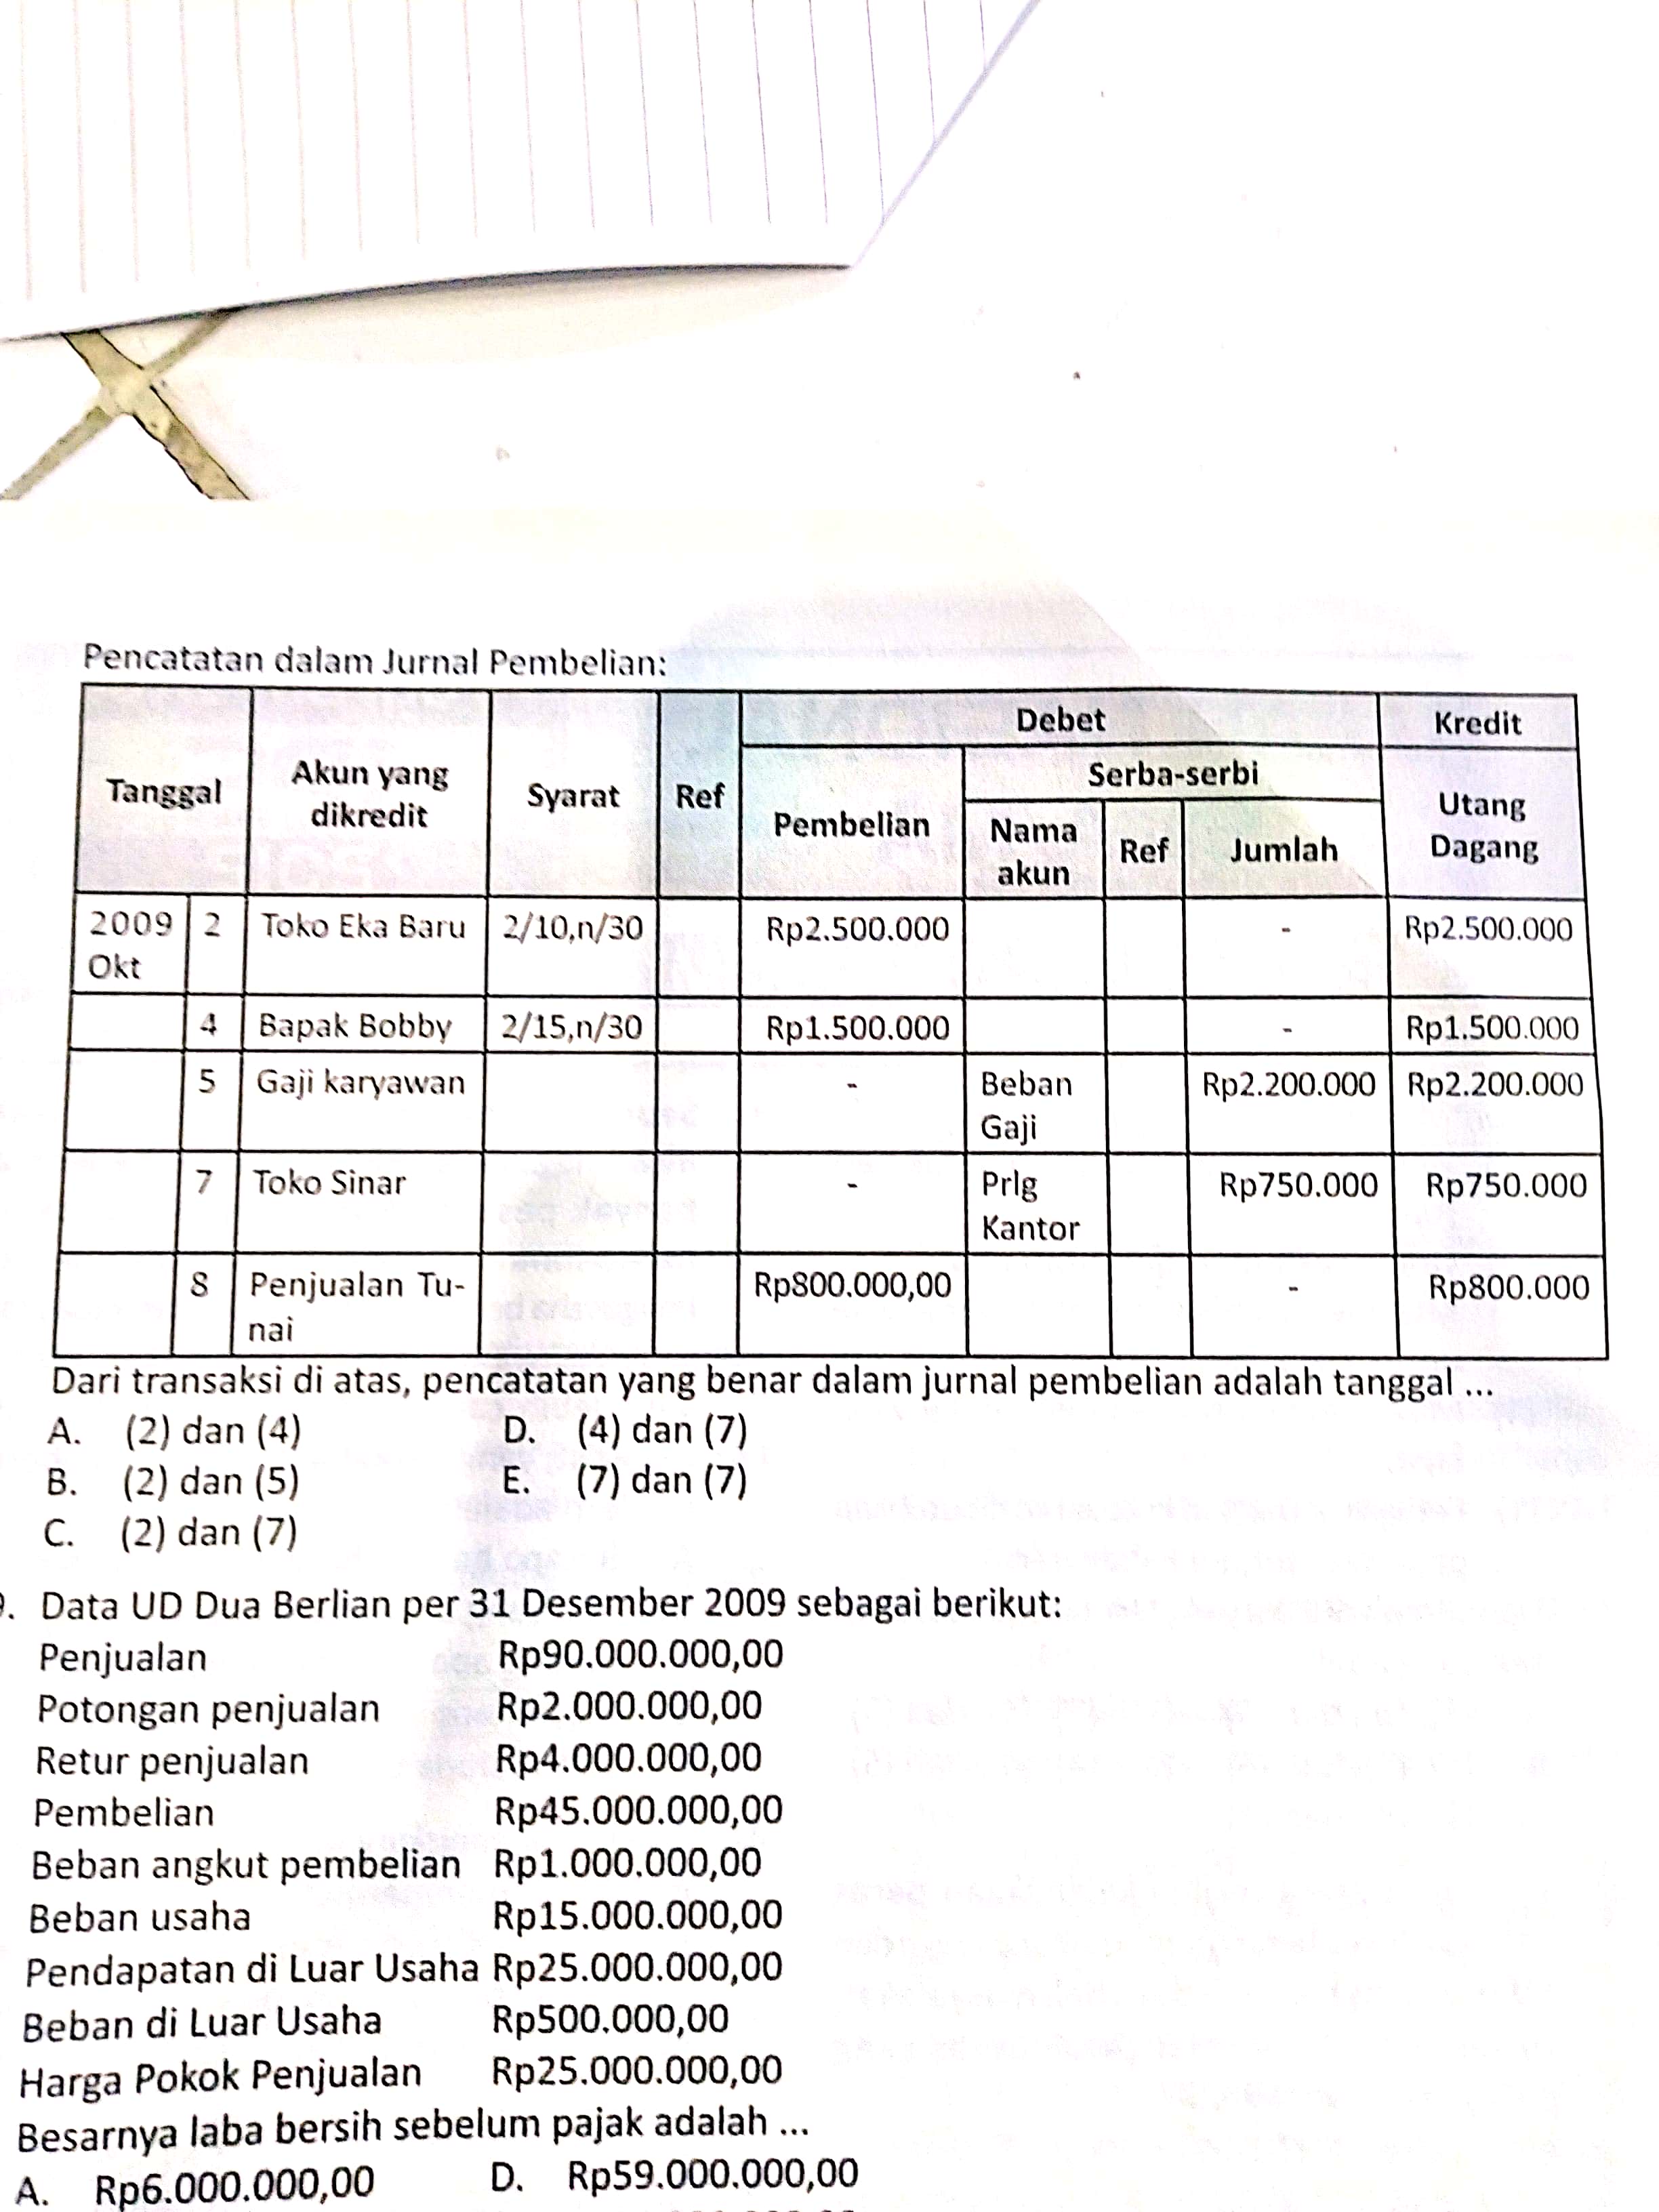 Pencatatan dalam Jurnal Pembelian:
Tanggal Akun yang dikredit Syarat Ref Debet Kredit
Pembelian Serba-serbi Utang Dagang
Nama akun Ref Jumlah
2009 Okt 2 Toko Eka Baru 2/10,n/30 Rp2.500.000 - Rp2.500.000
4 Bapak Bobby 2/15,n/30 Rp1.500.000 - Rp1.500.000
5 Gaji karyawan - Beban Gaji Rp2.200.000 Rp2.200.000
7 Toko Sinar - Prlg Kantor Rp750.000 Rp750.000
8 Penjualan Tu-nai Rp800.000,00 - Rp800.000
Dari transaksi di atas, pencatatan yang benar dalam jurnal pembelian adalah tanggal ...
A. (2) dan (4) D. (4) dan (7)
B. (2) dan (5) E. (7) dan (7)
C. (2) dan (7)
. Data UD Dua Berlian per 31 Desember 2009 sebagai berikut:
Penjualan Rp90.000.000,00
Potongan penjualan Rp2.000.000,00
Retur penjualan Rp4.000.000,00
Pembelian Rp45.000.000,00
Beban angkut pembelian Rp1.000.000,00
Beban usaha Rp15.000.000,00
Pendapatan di Luar Usaha Rp25.000.000,00
Beban di Luar Usaha Rp500.000,00
Harga Pokok Penjualan Rp25.000.000,00
Besarnya laba bersih sebelum pajak adalah ...
A. Rp6.000.000,00 D. Rp59.000.000,00